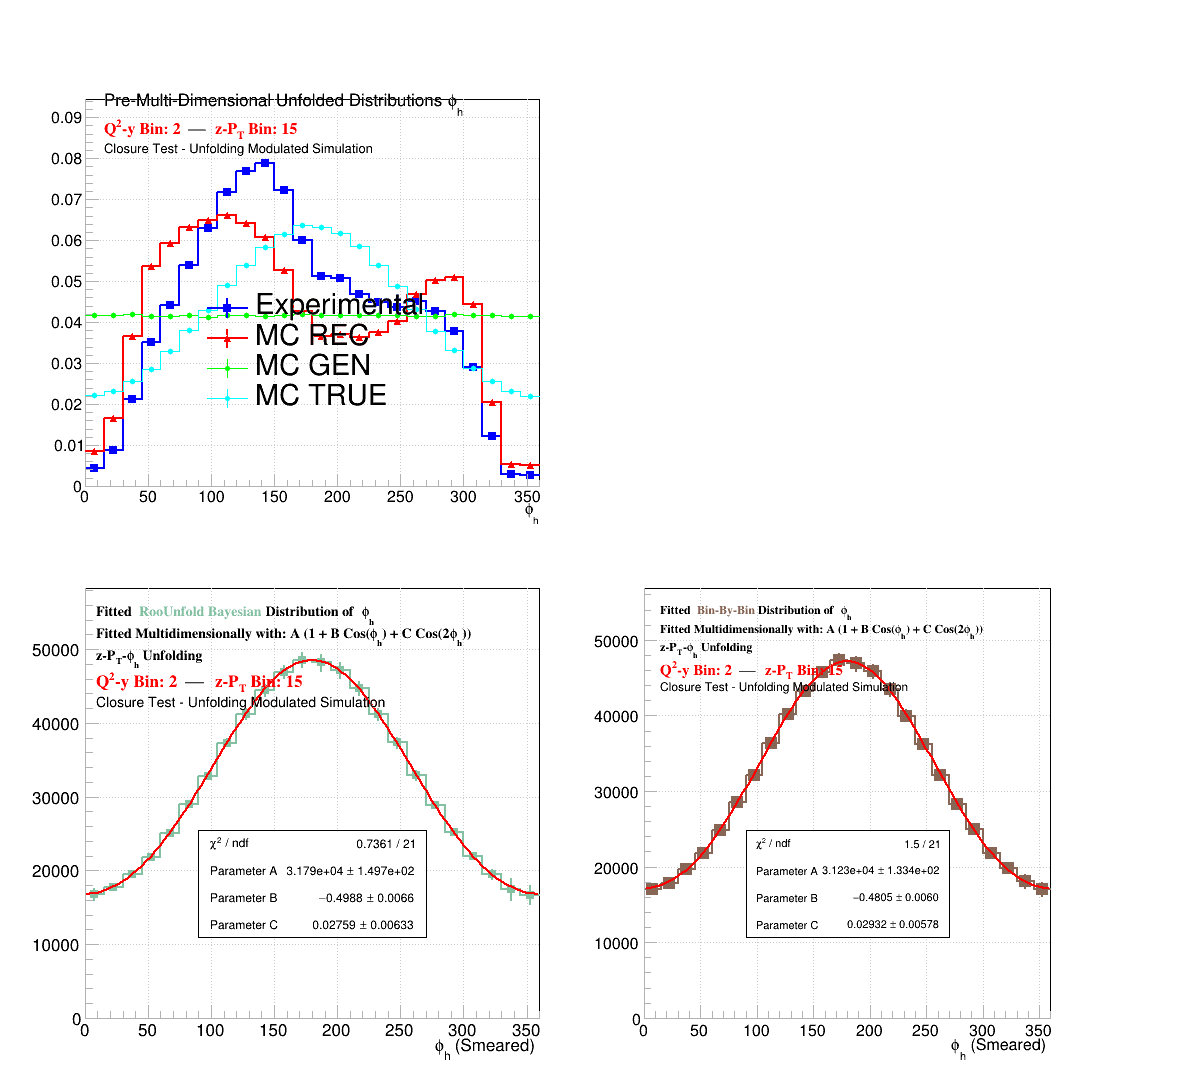 Pre-Multi-Dimensional Unfolded Distributions ϕh
Q2-y Bin: 2 — z-PT Bin: 15
Closure Test - Unfolding Modulated Simulation
0.09
0.08
0.07
0.06
0.05
0.04
0.03
0.02
0.01
0
Experimental
MC REC
MC GEN
MC TRUE
0 50 100 150 200 250 300 350
ϕh
Fitted RooUnfold Bayesian Distribution of ϕh
Fitted Multidimensionally with: A (1 + B Cos(ϕh) + C Cos(2ϕh))
z-PT-ϕh Unfolding
Q2-y Bin: 2 — z-PT Bin: 15
Closure Test - Unfolding Modulated Simulation
50000
40000
30000
20000
10000
0
χ2 / ndf 0.7361 / 21
Parameter A 3.179e+04 ± 1.497e+02
Parameter B −0.4988 ± 0.0066
Parameter C 0.02759 ± 0.00633
0 50 100 150 200 250 300 350
ϕh (Smeared)
Fitted Bin-By-Bin Distribution of ϕh
Fitted Multidimensionally with: A (1 + B Cos(ϕh) + C Cos(2ϕh))
z-PT-ϕh Unfolding
Q2-y Bin: 2 — z-PT Bin: 15
Closure Test - Unfolding Modulated Simulation
50000
40000
30000
20000
10000
0
χ2 / ndf 1.5 / 21
Parameter A 3.123e+04 ± 1.334e+02
Parameter B −0.4805 ± 0.0060
Parameter C 0.02932 ± 0.00578
0 50 100 150 200 250 300 350
ϕh (Smeared)